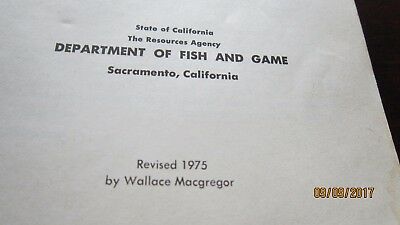 State of California
The Resources Agency
DEPARTMENT OF FISH AND GAME
Sacramento, California
Revised 1975
by Wallace Macgregor
09/09/2017